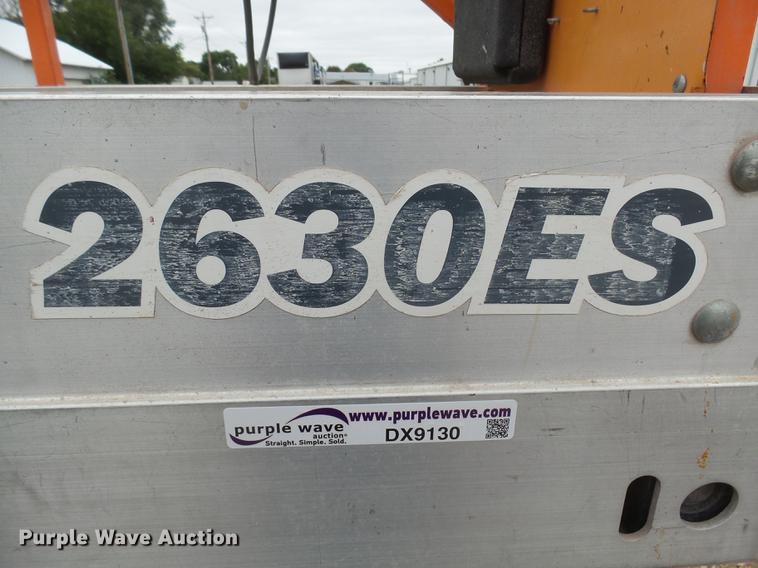 2630ES
purple wave
auction®
Straight. Simple. Sold.
www.purplewave.com
DX9130
Purple Wave Auction